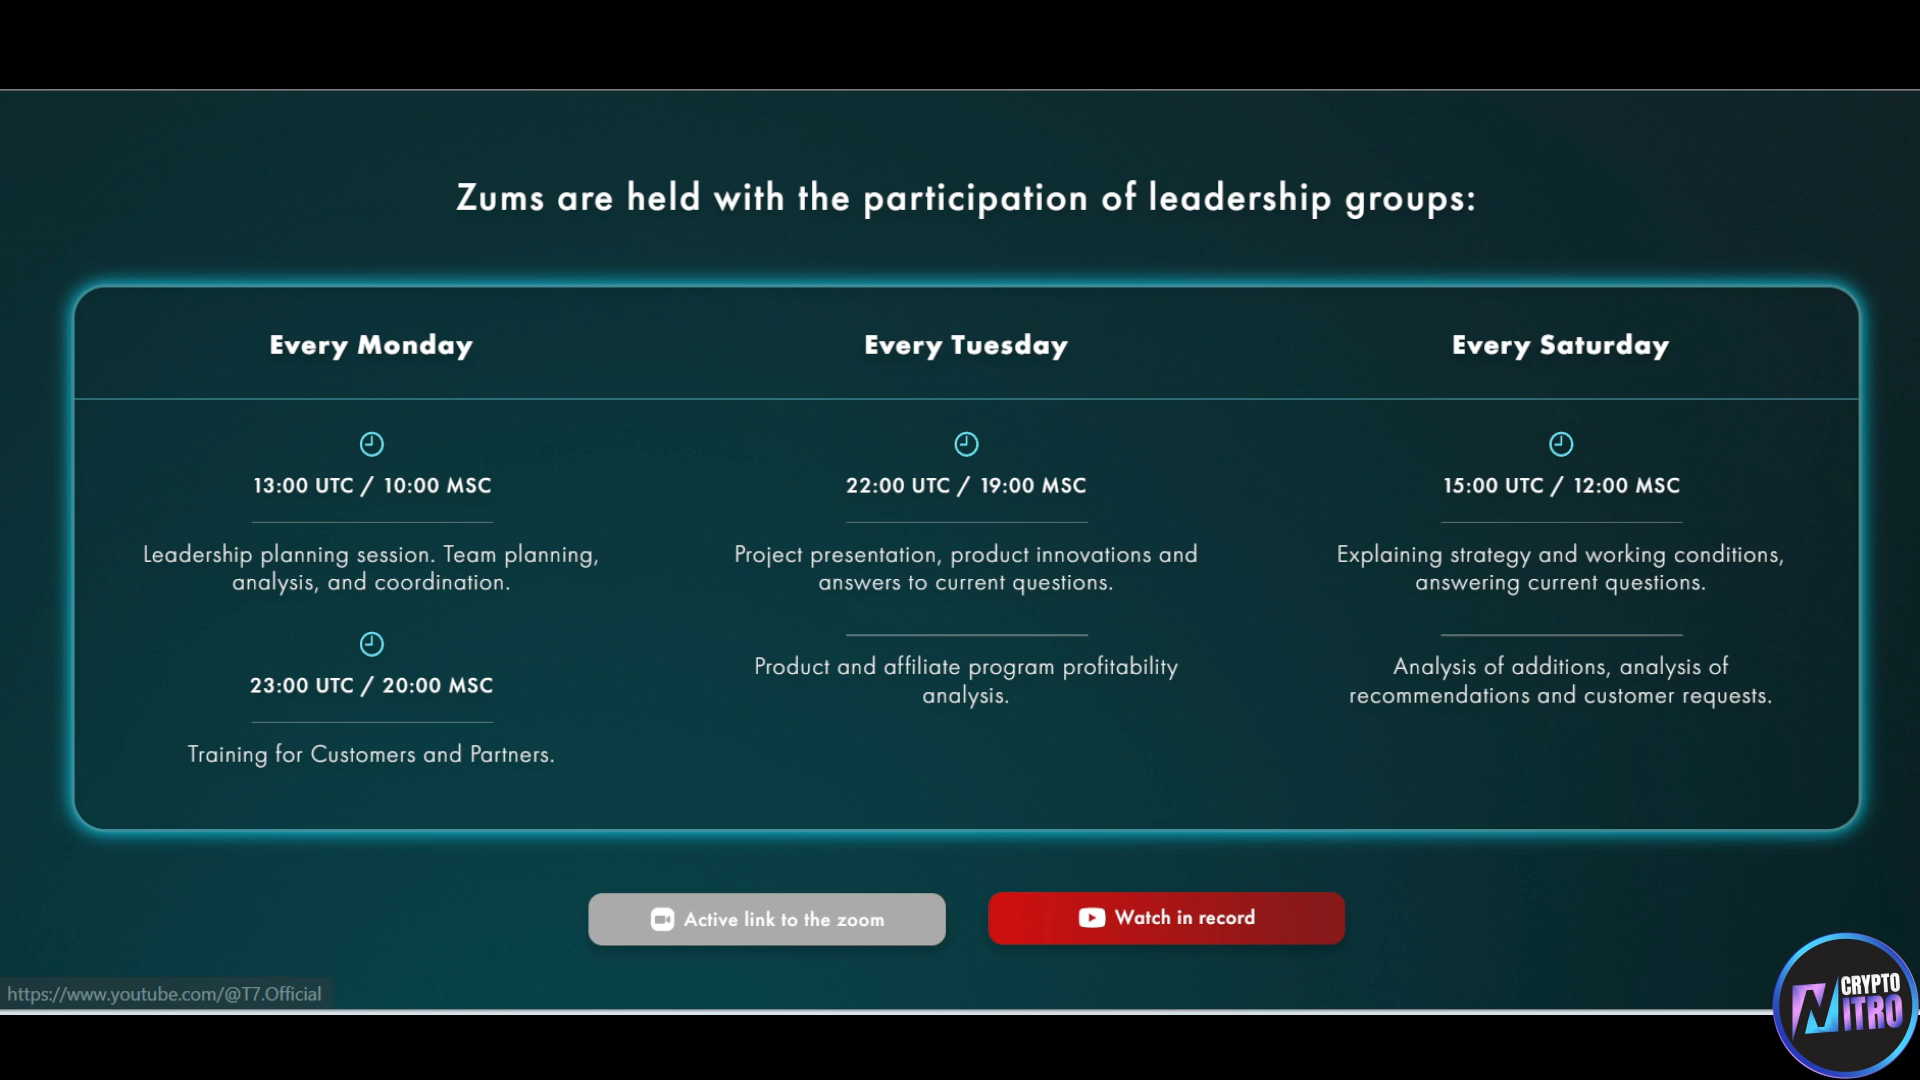 Zums are held with the participation of leadership groups:
Every Monday
13:00 UTC / 10:00 MSC
Leadership planning session. Team planning,
analysis, and coordination.
23:00 UTC / 20:00 MSC
Training for Customers and Partners.
Every Tuesday
22:00 UTC / 19:00 MSC
Project presentation, product innovations and
answers to current questions.
Product and affiliate program profitability
analysis.
Every Saturday
15:00 UTC / 12:00 MSC
Explaining strategy and working conditions,
answering current questions.
Analysis of additions, analysis of
recommendations and customer requests.
Active link to the zoom
Watch in record
https://www.youtube.com/@T7.Official
CRYPTO
NITRO